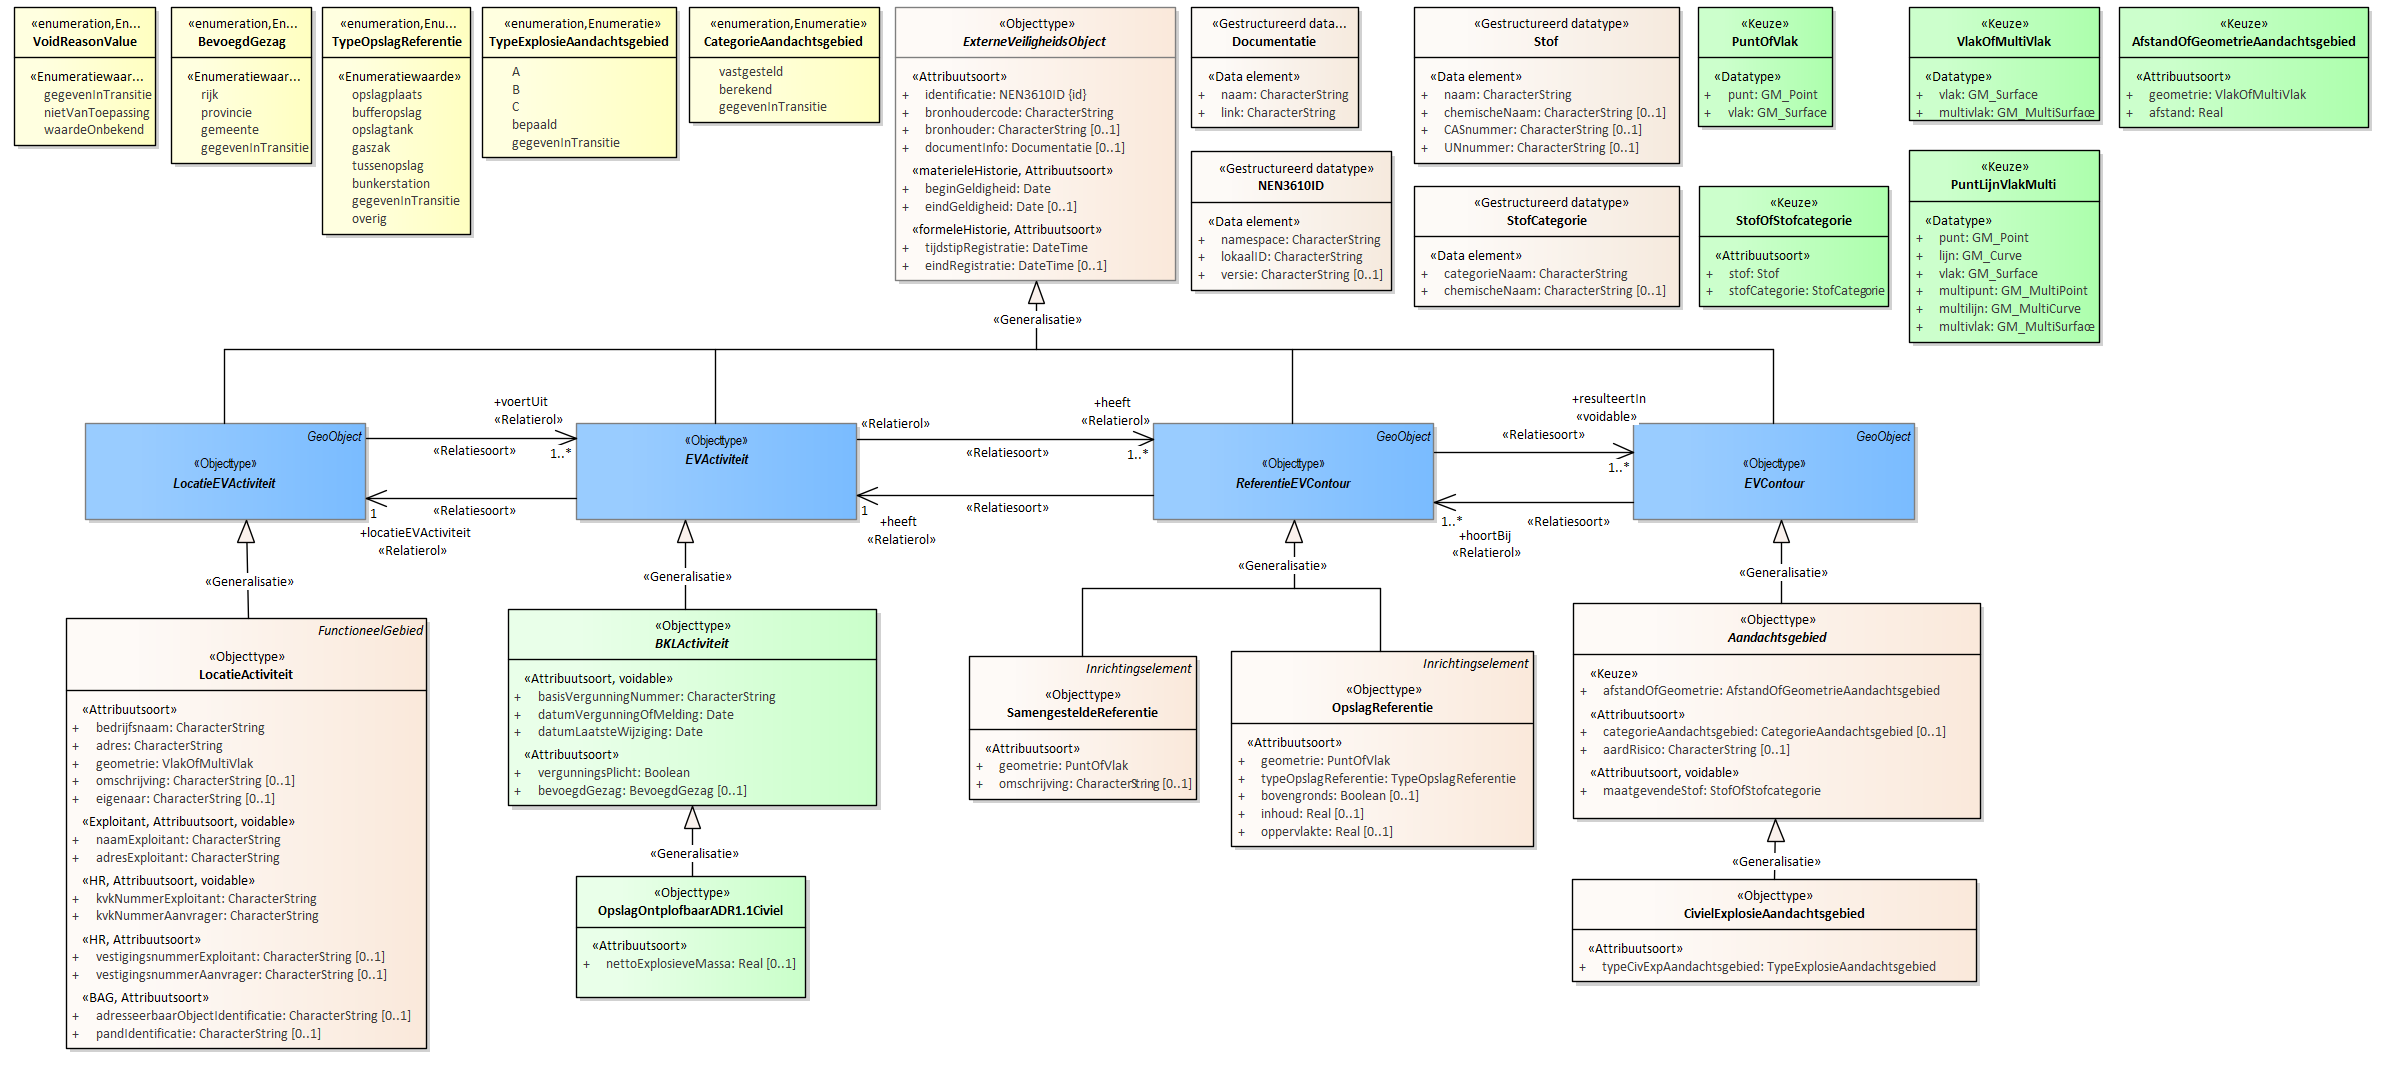 «enumeration,En...
VoidReasonValue
«Enumeratiewaar...
gegevenInTransitie
nietVanToepassing
waardeOnbekend
«enumeration,En...
BevoegdGezag
«Enumeratiewaar...
rijk
provincie
gemeente
gegevenInTransitie
«enumeration,Enu...
TypeOpslagReferentie
«Enumeratiewaarde»
opslagplaats
bufferopslag
opslagtank
gaszak
tussenopslag
bunkerstation
gegevenInTransitie
overig
«enumeration,Enumeratie»
TypeExplosieAandachtsgebied
A
B
C
bepaald
gegevenInTransitie
«enumeration,Enumeratie»
CategorieAandachtsgebied
vastgesteld
berekend
gegevenInTransitie
«Objecttype»
ExterneVeiligheidsObject
«Attribuutsoort»
+ identificatie: NEN3610ID {id}
+ bronhoudercode: CharacterString
+ bronhouder: CharacterString [0..1]
+ documentInfo: Documentatie [0..1]
«materieleHistorie, Attribuutsoort»
+ beginGeldigheid: Date
+ eindGeldigheid: Date [0..1]
«formeleHistorie, Attribuutsoort»
+ tijdstipRegistratie: DateTime
+ eindRegistratie: DateTime [0..1]
«Gestructureerd data...
Documentatie
«Data element»
+ naam: CharacterString
+ link: CharacterString
«Gestructureerd datatype»
NEN3610ID
«Data element»
+ namespace: CharacterString
+ lokaalID: CharacterString
+ versie: CharacterString [0..1]
«Gestructureerd datatype»
Stof
«Data element»
+ naam: CharacterString
+ chemischeNaam: CharacterString [0..1]
+ CASnummer: CharacterString [0..1]
+ UNnummer: CharacterString [0..1]
«Gestructureerd datatype»
StofCategorie
«Data element»
+ categorieNaam: CharacterString
+ chemischeNaam: CharacterString [0..1]
«Keuze»
PuntOfVlak
«Datatype»
+ punt: GM_Point
+ vlak: GM_Surface
«Keuze»
StofOfStofcategorie
«Attribuutsoort»
+ stof: Stof
+ stofCategorie: StofCategorie
«Keuze»
VlakOfMultiVlak
«Datatype»
+ vlak: GM_Surface
+ multivlak: GM_MultiSurface
«Keuze»
PuntLijnVlakMulti
«Datatype»
+ punt: GM_Point
+ lijn: GM_Curve
+ vlak: GM_Surface
+ multipunt: GM_MultiPoint
+ multilijn: GM_MultiCurve
+ multivlak: GM_MultiSurface
«Keuze»
AfstandOfGeometrieAandachtsgebied
«Attribuutsoort»
+ geometrie: VlakOfMultiVlak
+ afstand: Real
«Generalisatie»
GeoObject
«Objecttype»
LocatieEVActiviteit
+voertUit
«Relatierol»
«Relatiesoort»
1..*
«Relatiesoort»
1
+locatieEVActiviteit
«Relatierol»
«Objecttype»
EVActiviteit
«Relatierol»
+heeft
«Relatierol»
«Relatiesoort»
1..*
«Relatiesoort»
1
+heeft
«Relatierol»
GeoObject
«Objecttype»
ReferentieEVContour
+resulteertIn
«voidable»
«Relatiesoort»
1..*
«Relatiesoort»
1..*
+hoortBij
«Relatierol»
GeoObject
«Objecttype»
EVContour
«Generalisatie»
«Generalisatie»
«Generalisatie»
«Generalisatie»
FunctioneelGebied
«Objecttype»
LocatieActiviteit
«Attribuutsoort»
+ bedrijfsnaam: CharacterString
+ adres: CharacterString
+ geometrie: VlakOfMultiVlak
+ omschrijving: CharacterString [0..1]
+ eigenaar: CharacterString [0..1]
«Exploitant, Attribuutsoort, voidable»
+ naamExploitant: CharacterString
+ adresExploitant: CharacterString
«HR, Attribuutsoort, voidable»
+ kvkNummerExploitant: CharacterString
+ kvkNummerAanvrager: CharacterString
«HR, Attribuutsoort»
+ vestigingsnummerExploitant: CharacterString [0..1]
+ vestigingsnummerAanvrager: CharacterString [0..1]
«BAG, Attribuutsoort»
+ adresseerbaarObjectIdentificatie: CharacterString [0..1]
+ pandIdentificatie: CharacterString [0..1]
«Objecttype»
BKLActiviteit
«Attribuutsoort, voidable»
+ basisVergunningNummer: CharacterString
+ datumVergunningOfMelding: Date
+ datumLaatsteWijziging: Date
«Attribuutsoort»
+ vergunningsPlicht: Boolean
+ bevoegdGezag: BevoegdGezag [0..1]
«Generalisatie»
«Objecttype»
OpslagOntplofbaarADR1.1Civiel
«Attribuutsoort»
+ nettoExplosieveMassa: Real [0..1]
Inrichtingselement
«Objecttype»
SamengesteldeReferentie
«Attribuutsoort»
+ geometrie: PuntOfVlak
+ omschrijving: CharacterString [0..1]
Inrichtingselement
«Objecttype»
OpslagReferentie
«Attribuutsoort»
+ geometrie: PuntOfVlak
+ typeOpslagReferentie: TypeOpslagReferentie
+ bovengronds: Boolean [0..1]
+ inhoud: Real [0..1]
+ oppervlakte: Real [0..1]
«Objecttype»
Aandachtsgebied
«Keuze»
+ afstandOfGeometrie: AfstandOfGeometrieAandachtsgebied
«Attribuutsoort»
+ categorieAandachtsgebied: CategorieAandachtsgebied [0..1]
+ aardRisico: CharacterString [0..1]
«Attribuutsoort, voidable»
+ maatgevendeStof: StofOfStofcategorie
«Generalisatie»
«Objecttype»
CivielExplosieAandachtsgebied
«Attribuutsoort»
+ typeCivExpAandachtsgebied: TypeExplosieAandachtsgebied